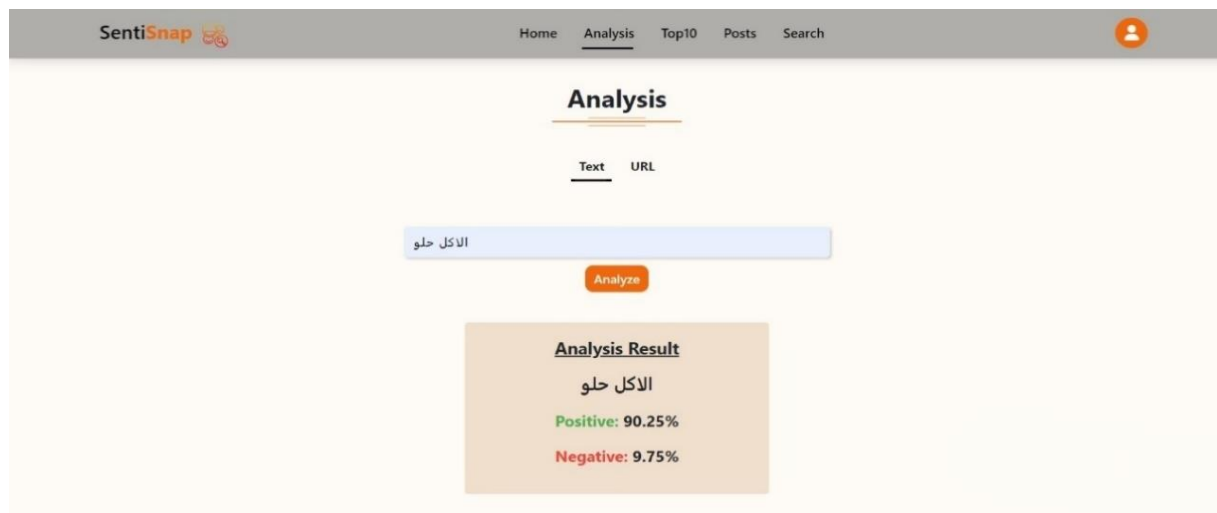 SentiSnap
Home Analysis Top10 Posts Search
Analysis
Text URL
الاكل حلو
Analyze
Analysis Result
الاكل حلو
Positive: 90.25%
Negative: 9.75%